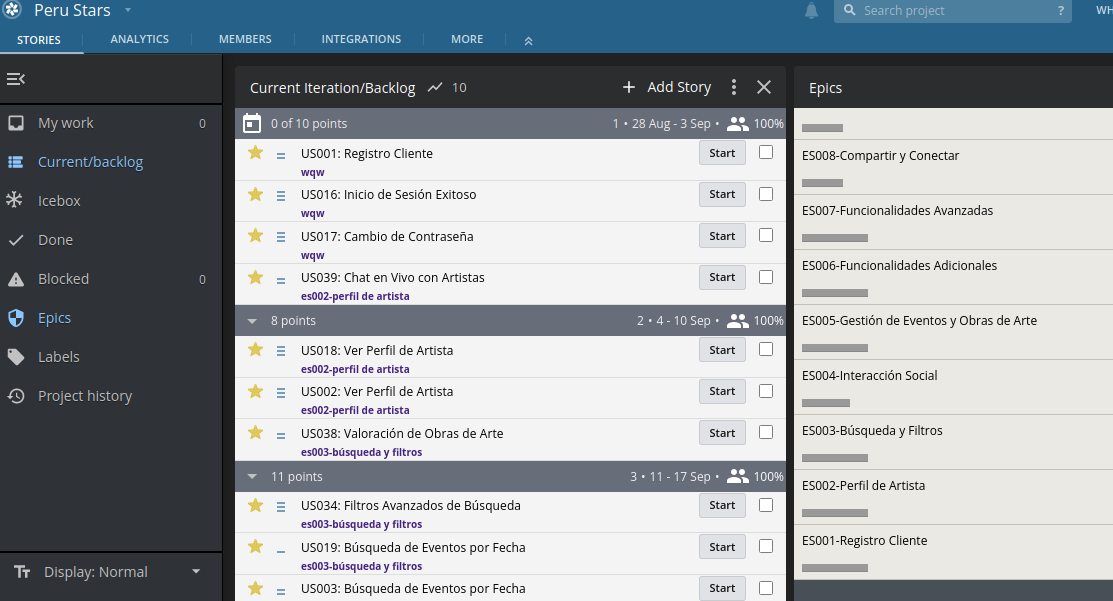 Peru Stars
Search project ?
WH
STORIES ANALYTICS MEMBERS INTEGRATIONS MORE
My work 0
Current/backlog
Icebox
Done
Blocked 0
Epics
Labels
Project history
Display: Normal
Current Iteration/Backlog 10 + Add Story
0 of 10 points 1 • 28 Aug - 3 Sep • 100%
US001: Registro Cliente Start
wqw
US016: Inicio de Sesión Exitoso Start
wqw
US017: Cambio de Contraseña Start
wqw
US039: Chat en Vivo con Artistas Start
es002-perfil de artista
8 points 2 • 4 - 10 Sep • 100%
US018: Ver Perfil de Artista Start
es002-perfil de artista
US002: Ver Perfil de Artista Start
es002-perfil de artista
US038: Valoración de Obras de Arte Start
es003-búsqueda y filtros
11 points 3 • 11 - 17 Sep • 100%
US034: Filtros Avanzados de Búsqueda Start
es003-búsqueda y filtros
US019: Búsqueda de Eventos por Fecha Start
es003-búsqueda y filtros
US003: Búsqueda de Eventos por Fecha Start
Epics
ES008-Compartir y Conectar
ES007-Funcionalidades Avanzadas
ES006-Funcionalidades Adicionales
ES005-Gestión de Eventos y Obras de Arte
ES004-Interacción Social
ES003-Búsqueda y Filtros
ES002-Perfil de Artista
ES001-Registro Cliente